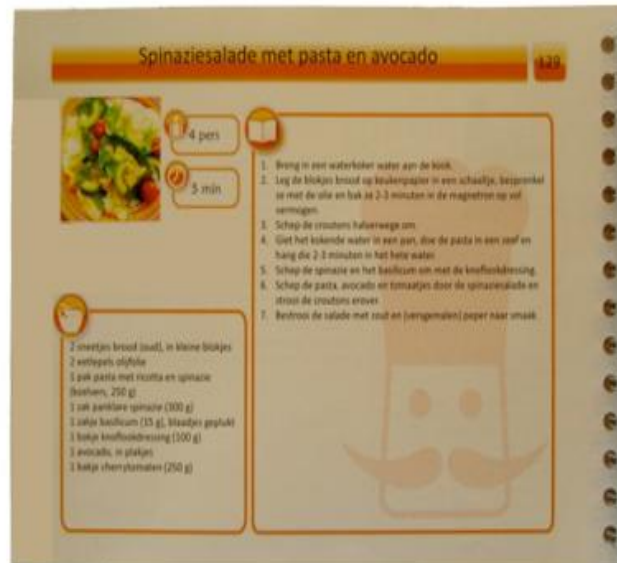 Spinaziesalade met pasta en avocado
129
4 pers
5 min
1. Breng in een waterkoker water aan de kook.
2. Leg de blokjes brood op keukenpapier in een schaaltje, besprenkel
ze met de olie en bak ze 2-3 minuten in de magnetron op vol
vermogen.
3. Schep de croutons halverwege om.
4. Giet het kokende water in een pan, doe de pasta in een zeef en
hang die 2-3 minuten in het hete water.
5. Schep de spinazie en het basilicum om met de knoflookdressing.
6. Schep de pasta, avocado en tomaatjes door de spinaziesalade en
strooi de croutons erover.
7. Bestrooi de salade met zout en (versgemalen) peper naar smaak.
2 sneetjes brood (oud), in kleine blokjes
2 eetlepels olijfolie
1 pak pasta met ricotta en spinazie
(koelvers, 250 g)
1 zak panklare spinazie (300 g)
1 zakje basilicum (15 g), blaadjes geplukt
1 bakje knoflookdressing (100 g)
1 avocado, in plakjes
1 bakje cherrytomaten (250 g)